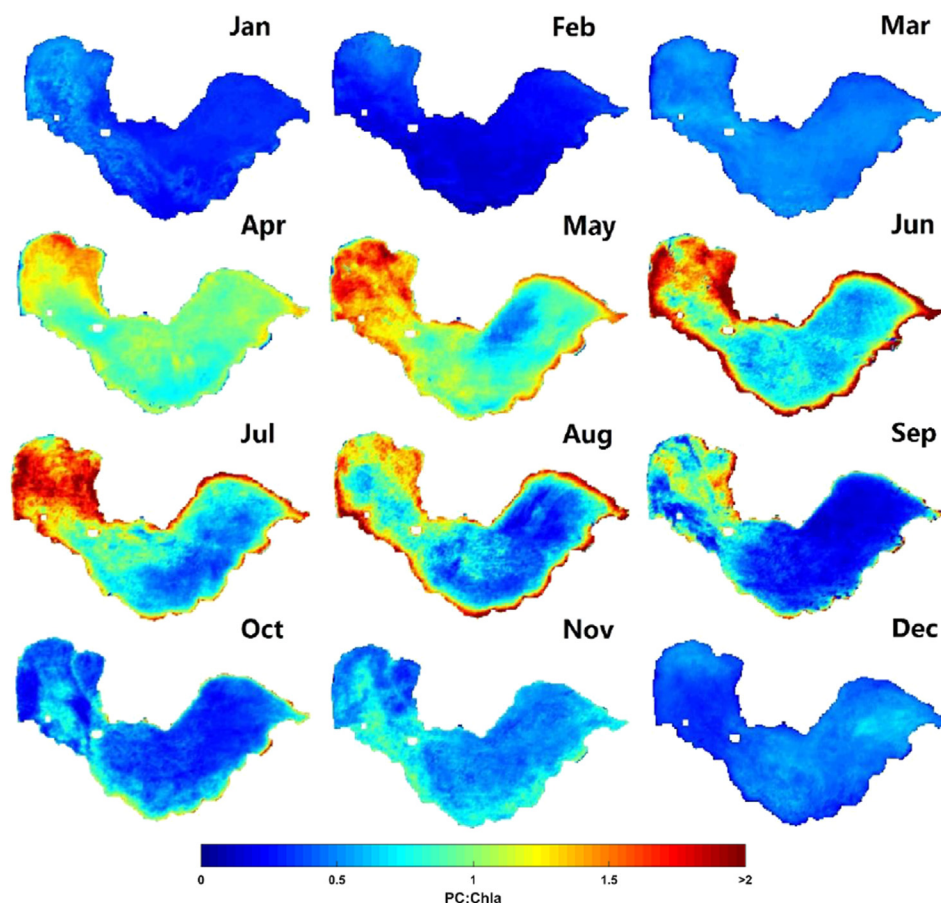 Jan Feb Mar
Apr May Jun
Jul Aug Sep
Oct Nov Dec
0 0.5 1 1.5 >2
PC:Chla